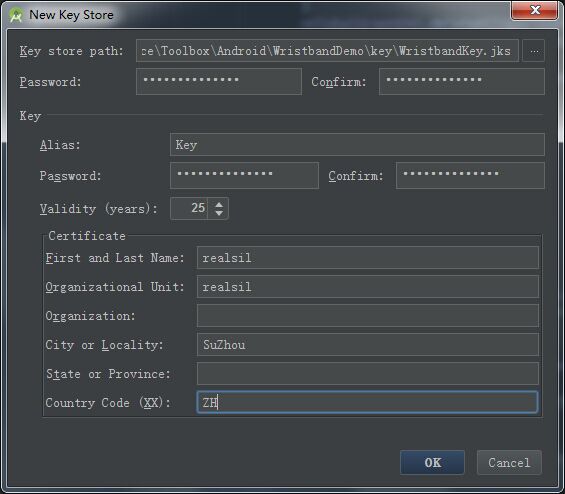 New Key Store
Key store path: ce\Toolbox\Android\WristbandDemo\key\WristbandKey.jks ...
Password: •••••••••••••• Confirm: ••••••••••••••
Key
Alias: Key
Password: •••••••••••••• Confirm: ••••••••••••••
Validity (years): 25
Certificate
First and Last Name: realsil
Organizational Unit: realsil
Organization:
City or Locality: SuZhou
State or Province:
Country Code (XX): ZH
OK Cancel